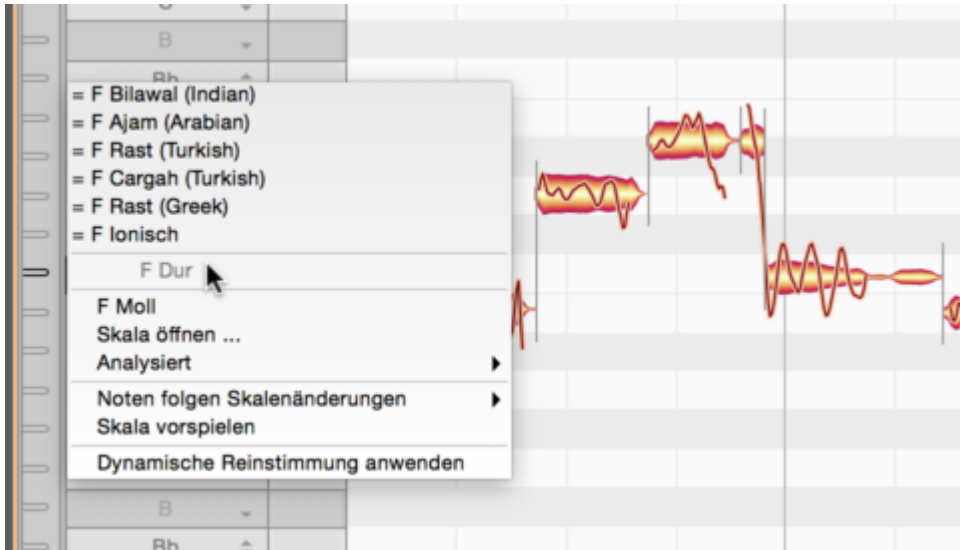 B
Bb
= F Bilawal (Indian)
= F Ajam (Arabian)
= F Rast (Turkish)
= F Cargah (Turkish)
= F Rast (Greek)
= F Ionisch
F Dur
F Moll
Skala öffnen ...
Analysiert
Noten folgen Skalenänderungen
Skala vorspielen
Dynamische Reinstimmung anwenden
B
Bb